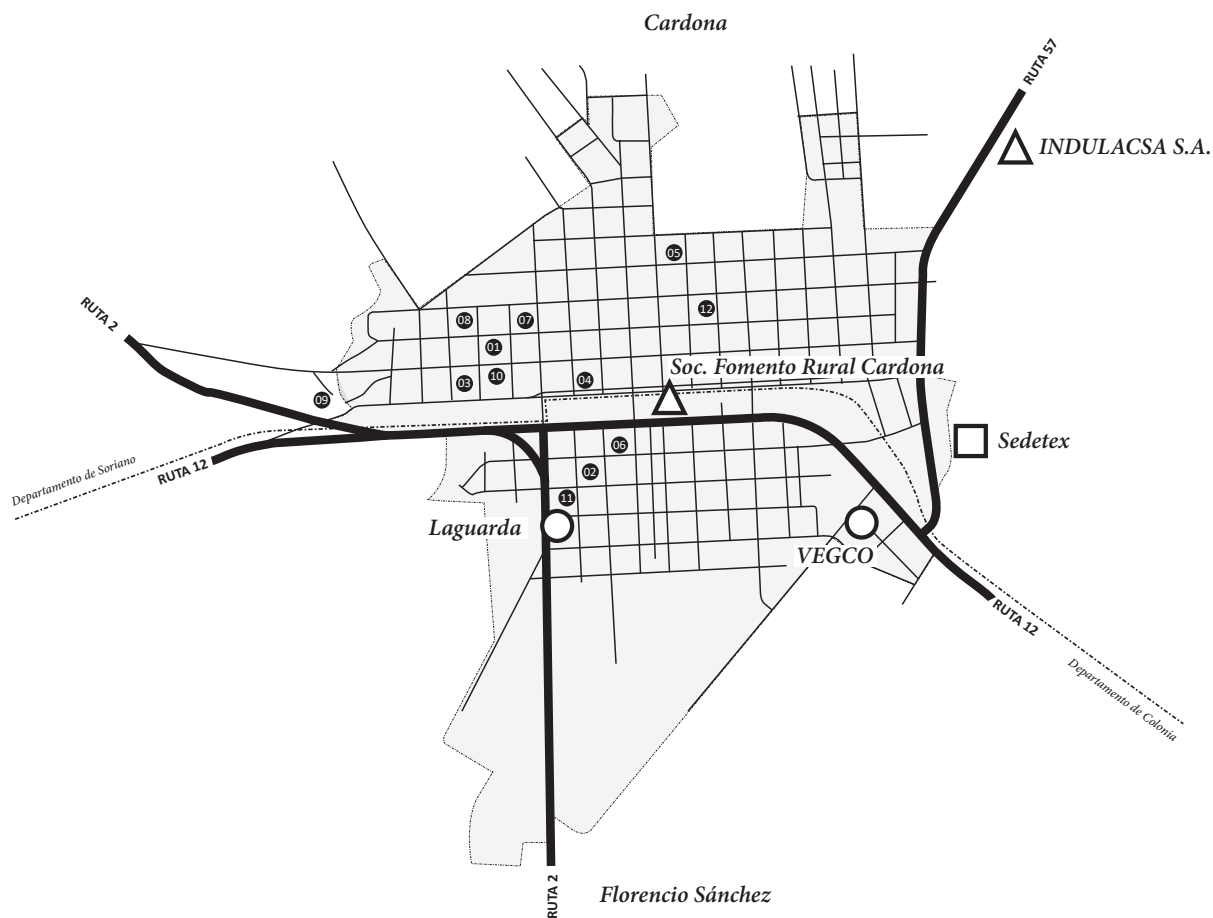 Cardona
RUTA 57
INDULACSA S.A.
05
RUTA 2
08
07
12
01
Soc. Fomento Rural Cardona
03
10
04
09
06
Sedetex
Departamento de Soriano
RUTA 12
02
11
Laguarda
VEGCO
RUTA 12
Departamento de Colonia
RUTA 2
Florencio Sánchez